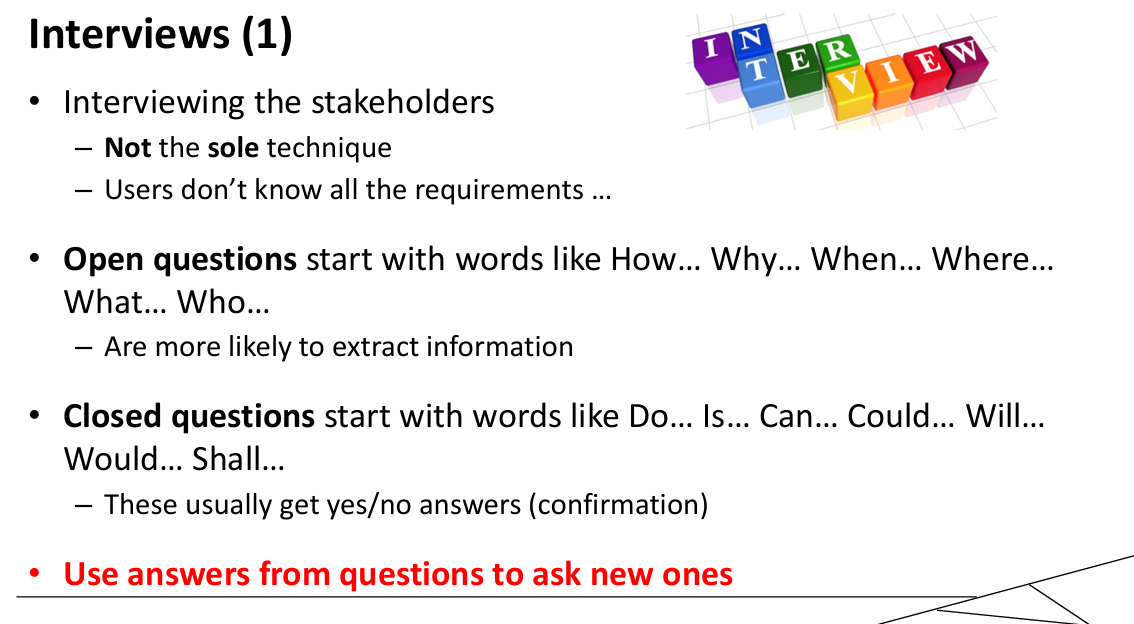 Interviews (1)
INTERVIEW
• Interviewing the stakeholders
– Not the sole technique
– Users don’t know all the requirements …
• Open questions start with words like How… Why… When… Where…
What… Who…
– Are more likely to extract information
• Closed questions start with words like Do… Is… Can… Could… Will…
Would… Shall…
– These usually get yes/no answers (confirmation)
• Use answers from questions to ask new ones